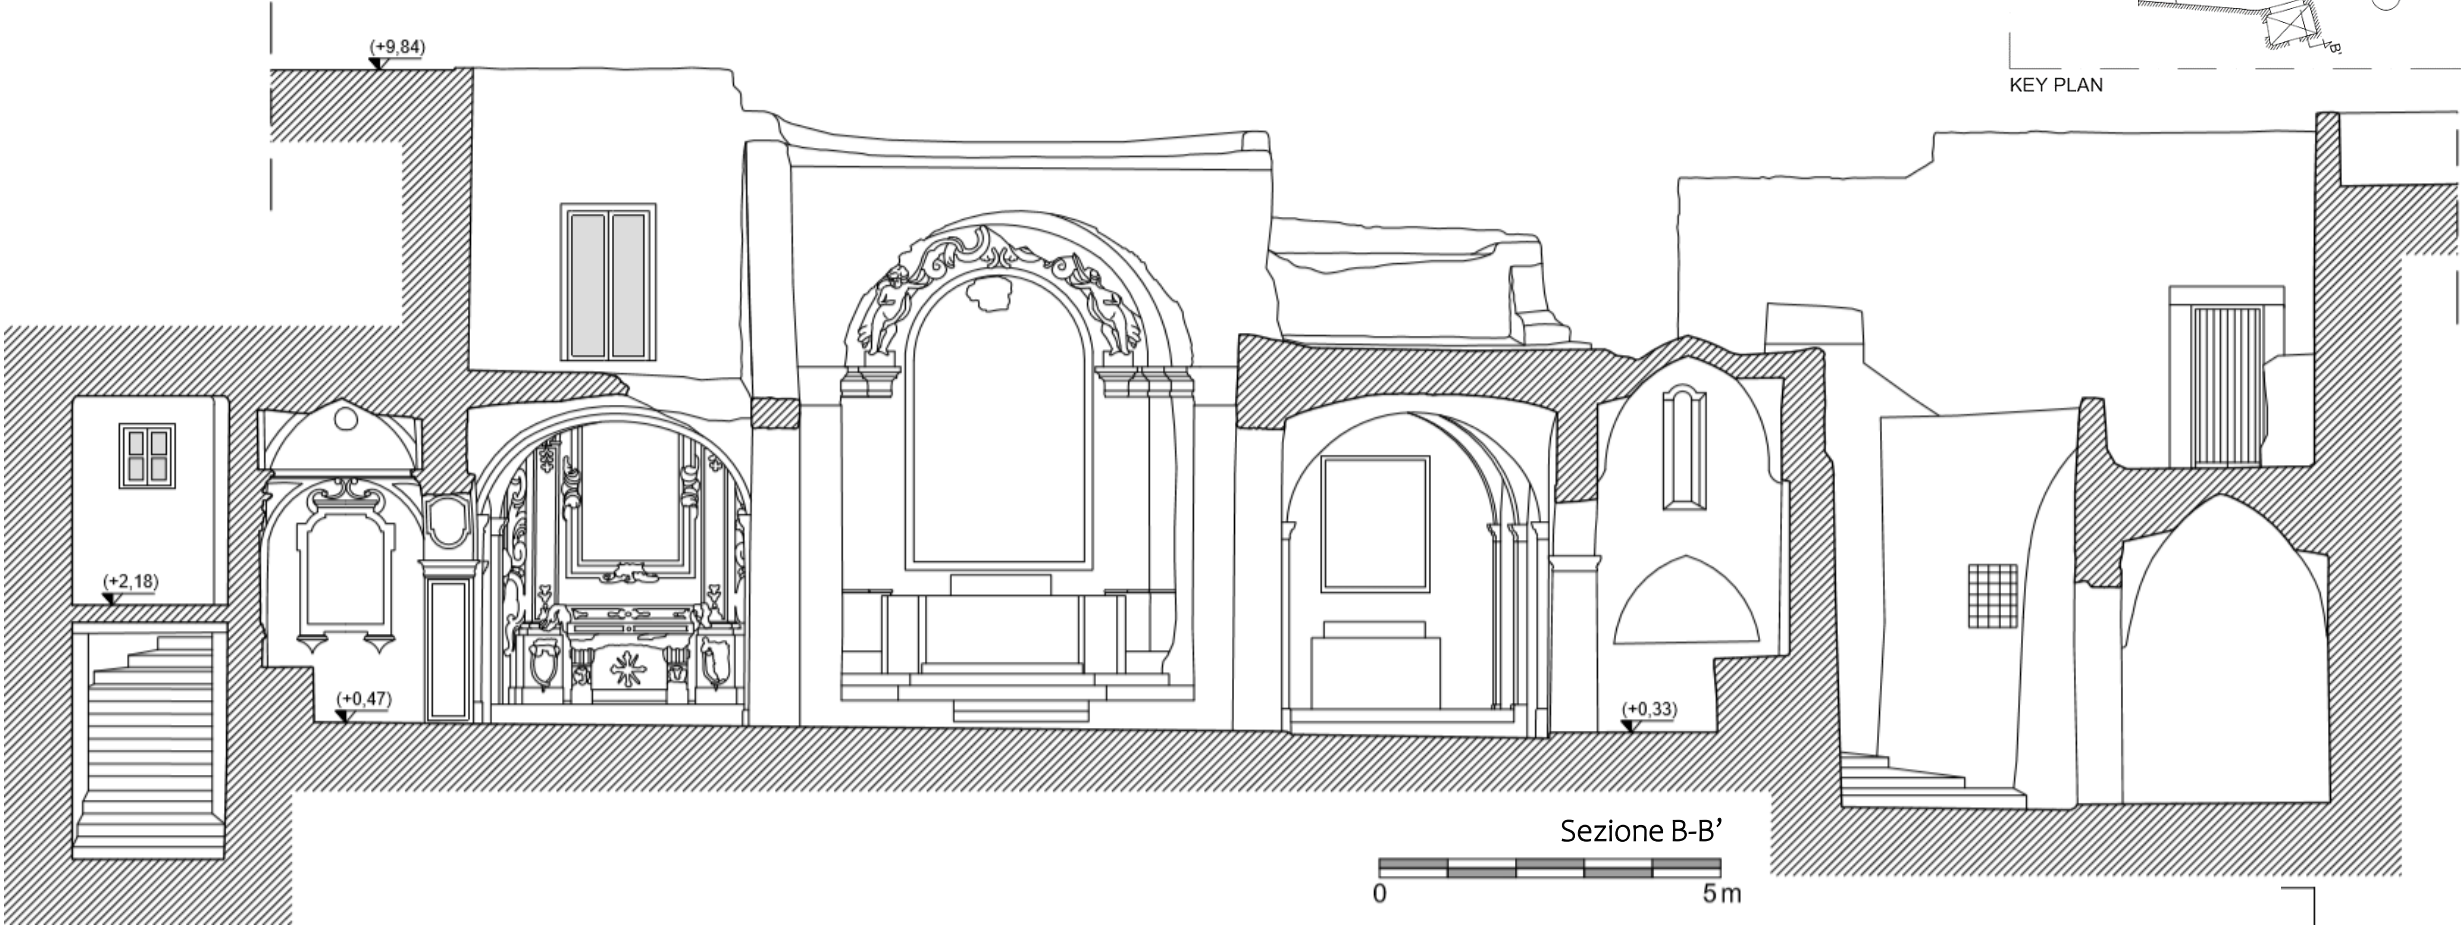 (+9,84)
B'
KEY PLAN
(+2,18)
(+0,47)
(+0,33)
Sezione B-B’
0 5 m